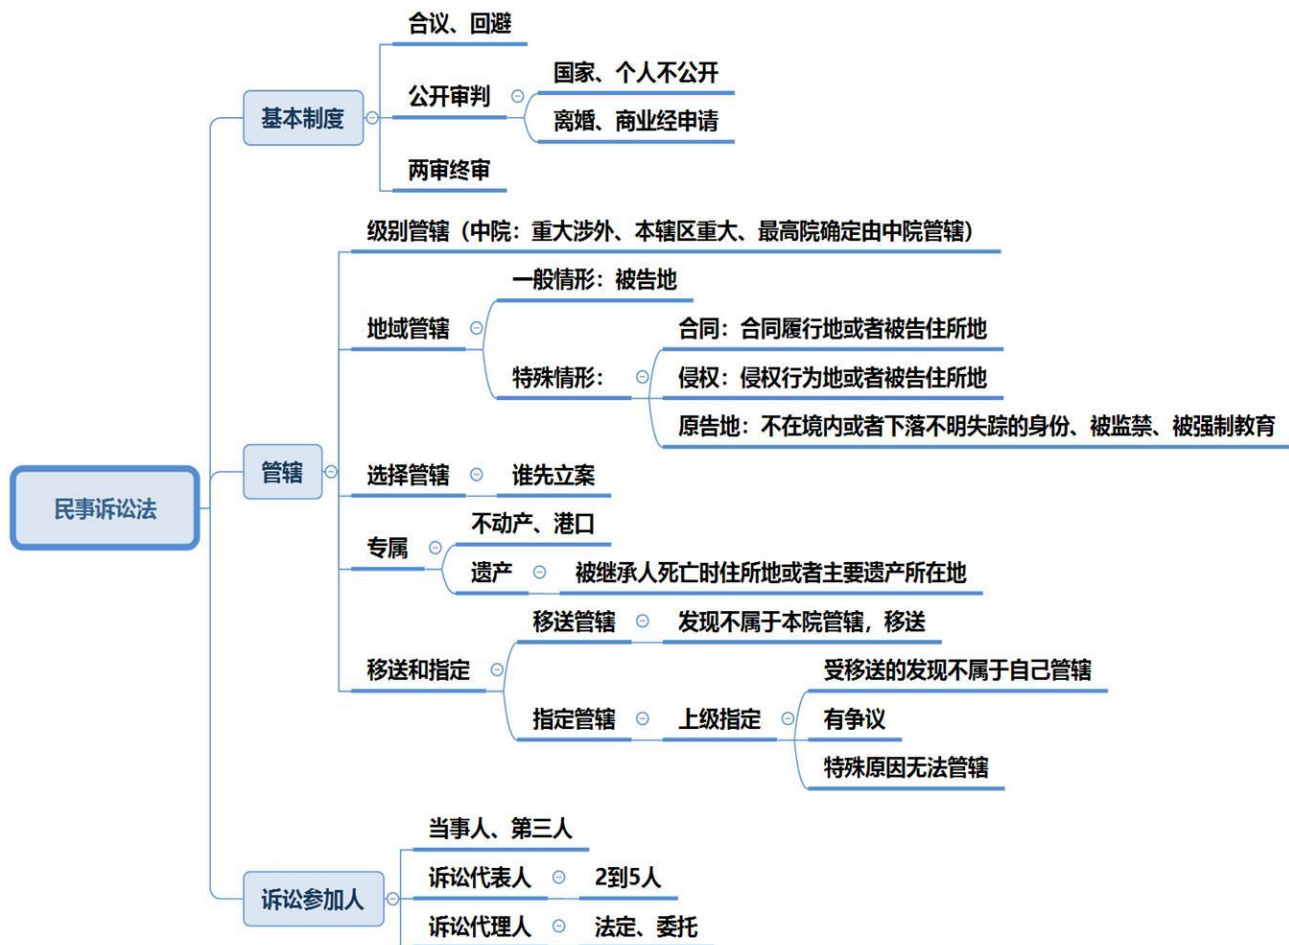 民事诉讼法
基本制度
合议、回避
公开审判
国家、个人不公开
离婚、商业经申请
两审终审
管辖
级别管辖（中院：重大涉外、本辖区重大、最高院确定由中院管辖）
地域管辖
一般情形：被告地
特殊情形：
合同：合同履行地或者被告住所地
侵权：侵权行为地或者被告住所地
原告地：不在境内或者下落不明失踪的身份、被监禁、被强制教育
选择管辖
谁先立案
专属
不动产、港口
遗产
被继承人死亡时住所地或者主要遗产所在地
移送和指定
移送管辖
发现不属于本院管辖，移送
指定管辖
上级指定
受移送的发现不属于自己管辖
有争议
特殊原因无法管辖
诉讼参加人
当事人、第三人
诉讼代表人
2到5人
诉讼代理人
法定、委托